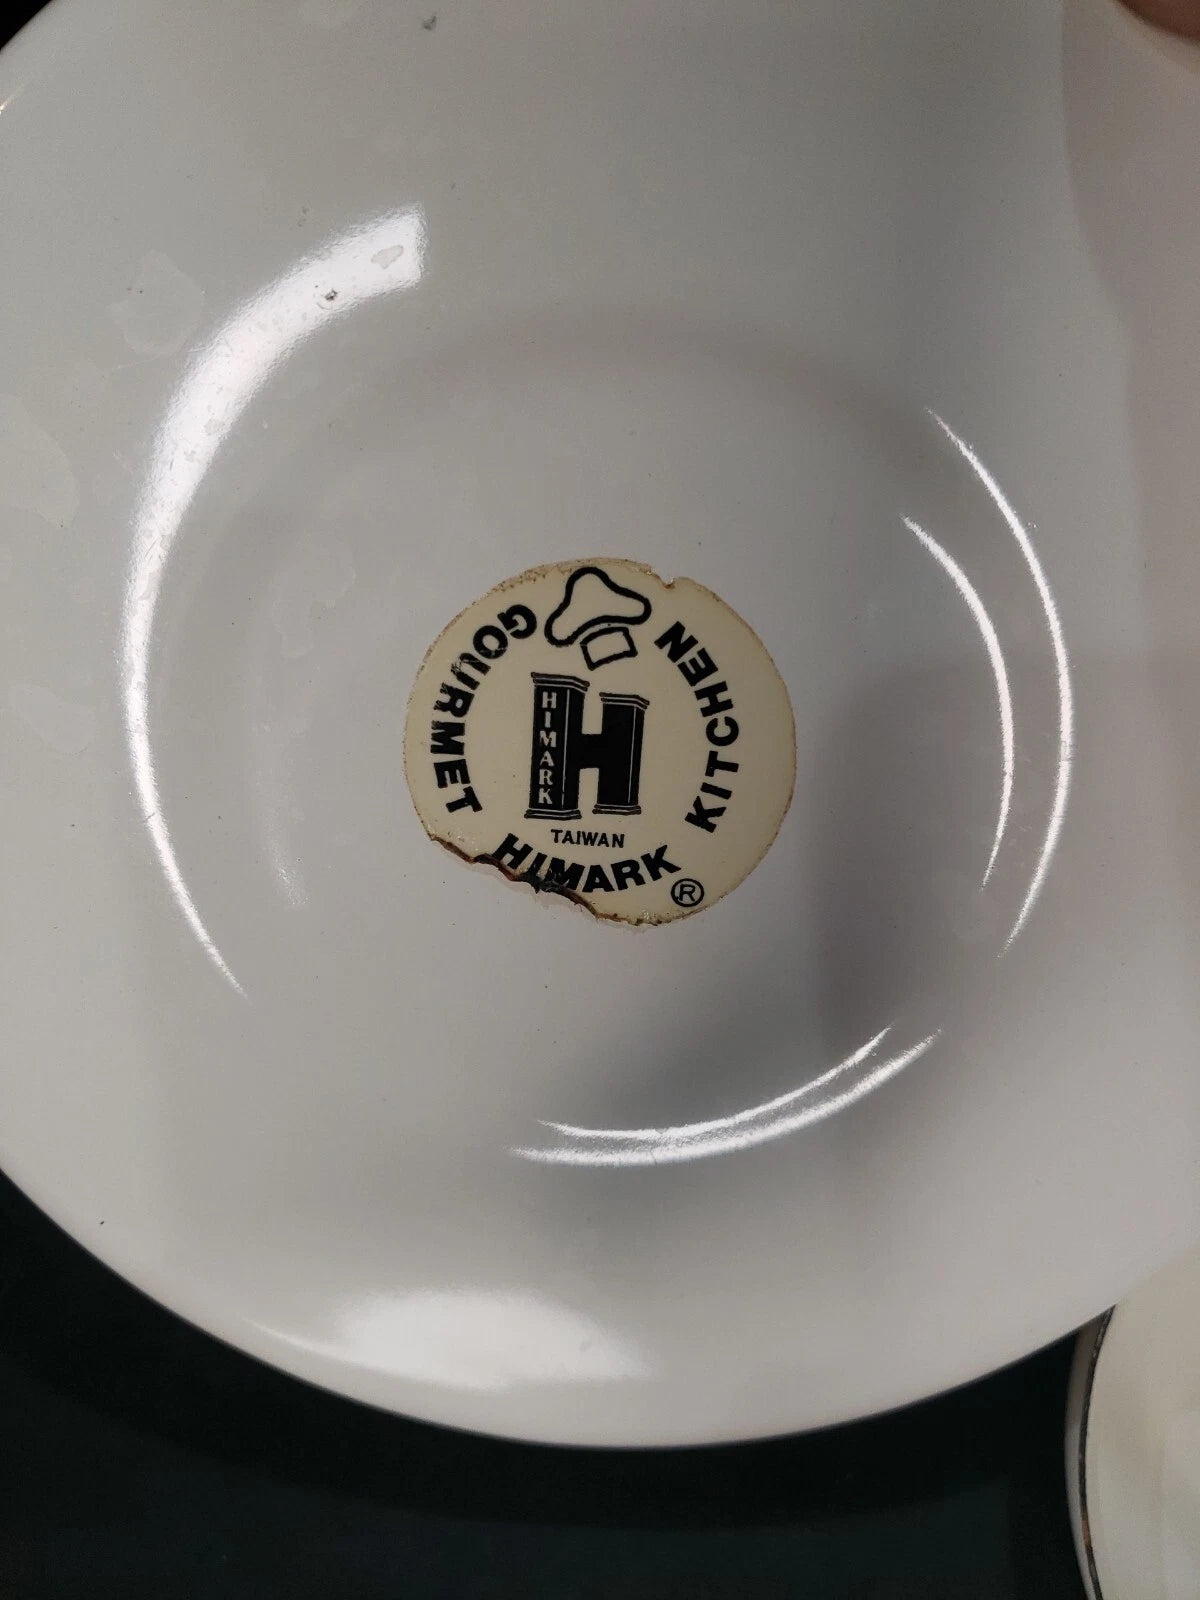 GOURMET KITCHEN
H
HIMARK
TAIWAN
HIMARK ®